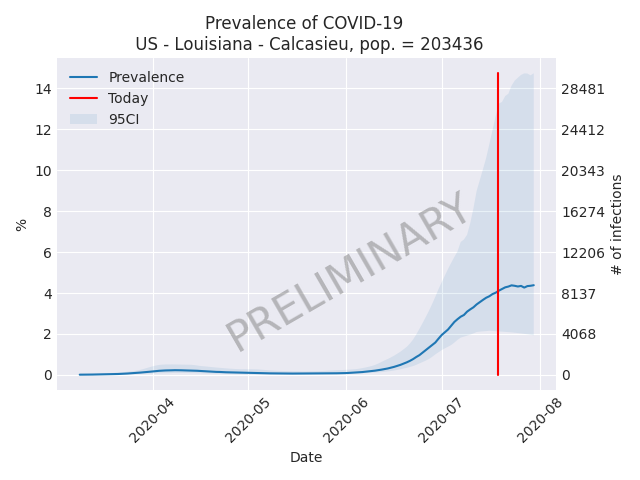 Prevalence of COVID-19
US - Louisiana - Calcasieu, pop. = 203436
Prevalence
Today
95CI
14
12
10
8
6
4
2
0
%
28481
24412
20343
16274
12206
8137
4068
0
# of infections
PRELIMINARY
2020-04
2020-05
2020-06
2020-07
2020-08
Date